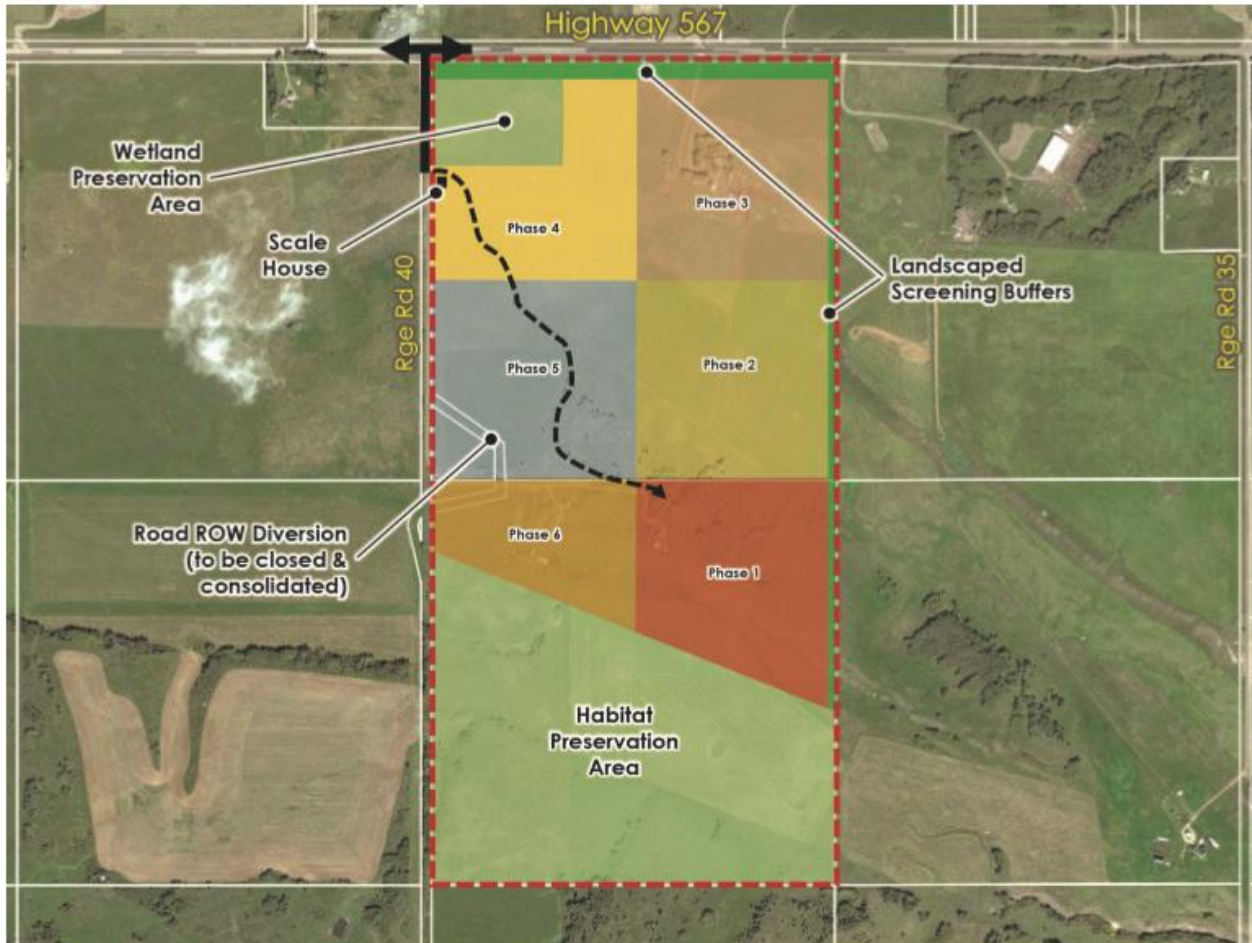 Highway 567
Wetland
Preservation
Area
Scale
House
Rge Rd 40
Phase 4
Phase 3
Landscaped
Screening Buffers
Rge Rd 35
Phase 5
Phase 2
Road ROW Diversion
(to be closed &
consolidated)
Phase 6
Phase 1
Habitat
Preservation
Area